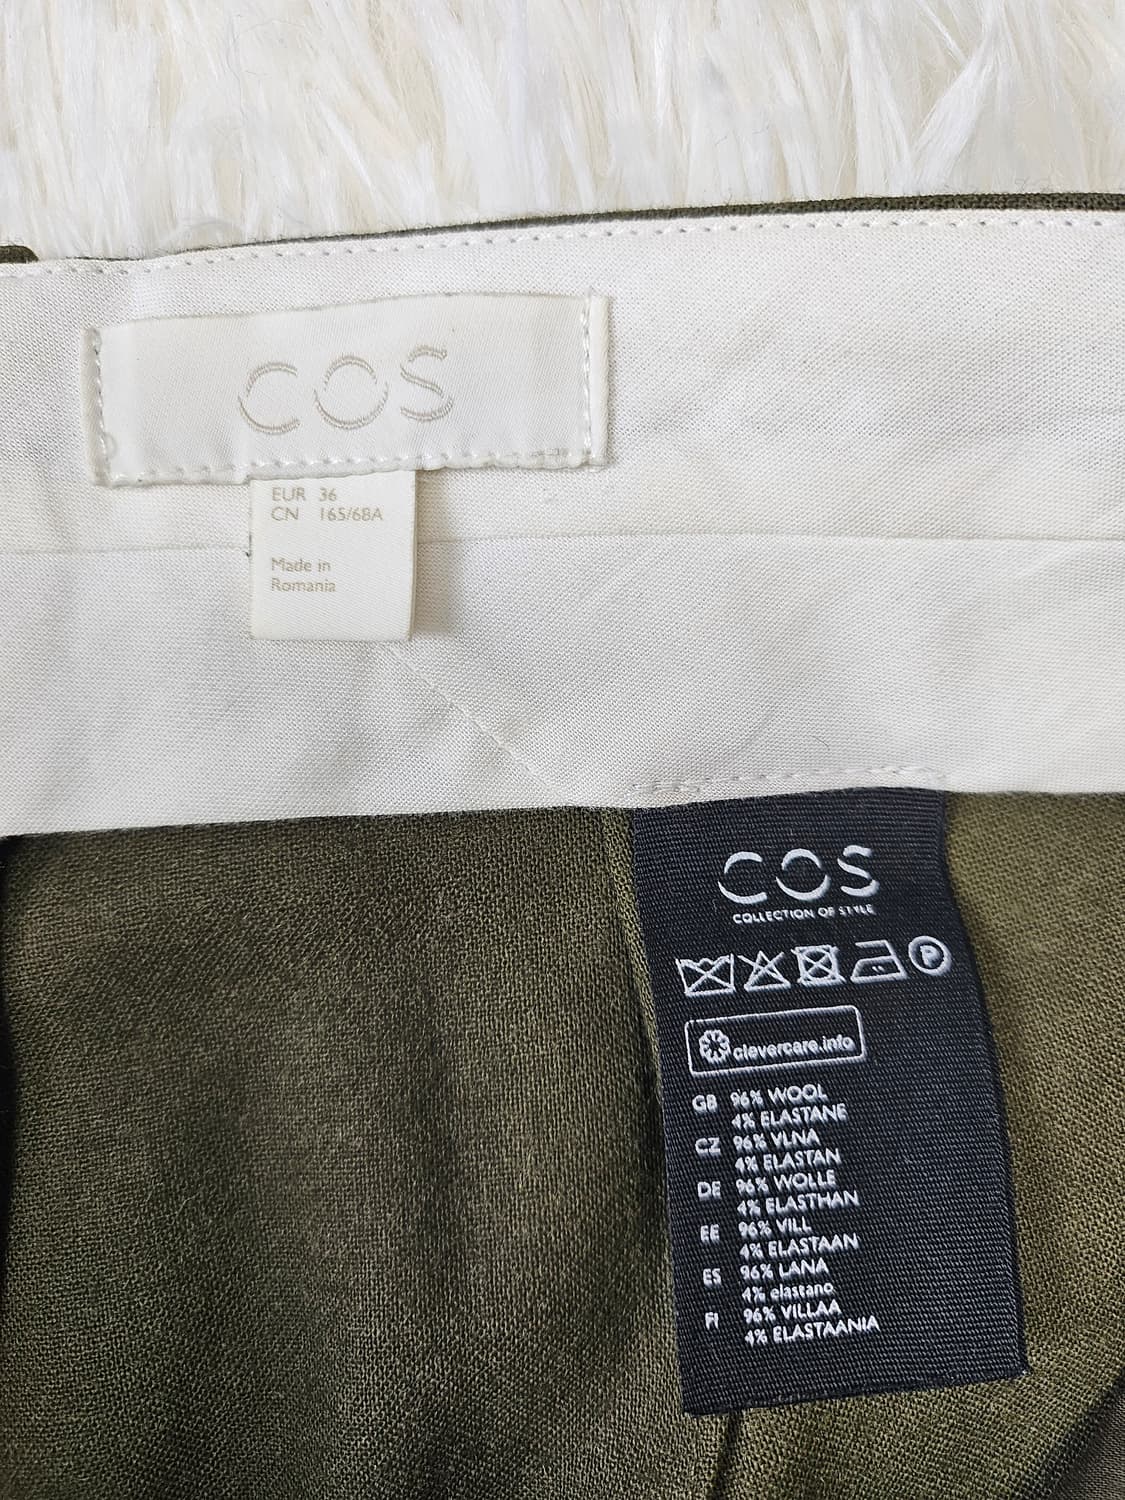 COS
EUR 36
CN 165/68A
Made in
Romania
COS
COLLECTION OF STYLE
P
clevercare.info
GB 96% WOOL
4% ELASTANE
CZ 96% VLNA
4% ELASTAN
DE 96% WOLLE
4% ELASTHAN
EE 96% VILL
4% ELASTAAN
ES 96% LANA
4% elastano
FI 96% VILLAA
4% ELASTAANIA